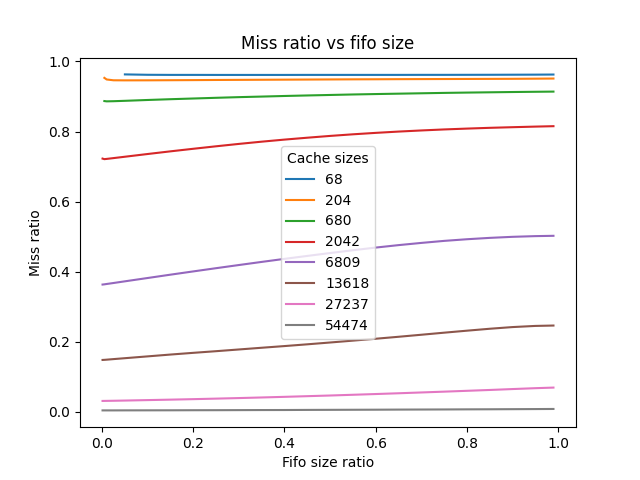 Miss ratio vs fifo size
1.0
0.8
0.6
0.4
0.2
0.0
Miss ratio
Cache sizes
68
204
680
2042
6809
13618
27237
54474
0.0 0.2 0.4 0.6 0.8 1.0
Fifo size ratio